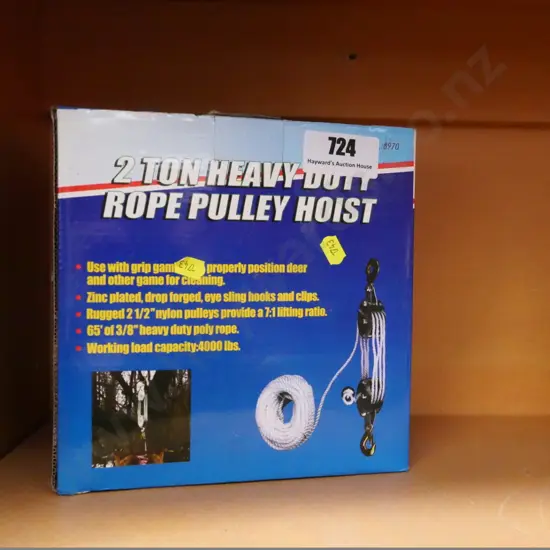 724
Hayward's Auction House
8970
2 TON HEAVY DUTY
ROPE PULLEY HOIST
• Use with grip gam properly position deer
and other game for cleaning.
• Zinc plated, drop forged, eye sling hooks and clips.
• Rugged 2 1/2" nylon pulleys provide a 7:1 lifting ratio.
• 65' of 3/8" heavy duty poly rope.
• Working load capacity:4000 lbs.